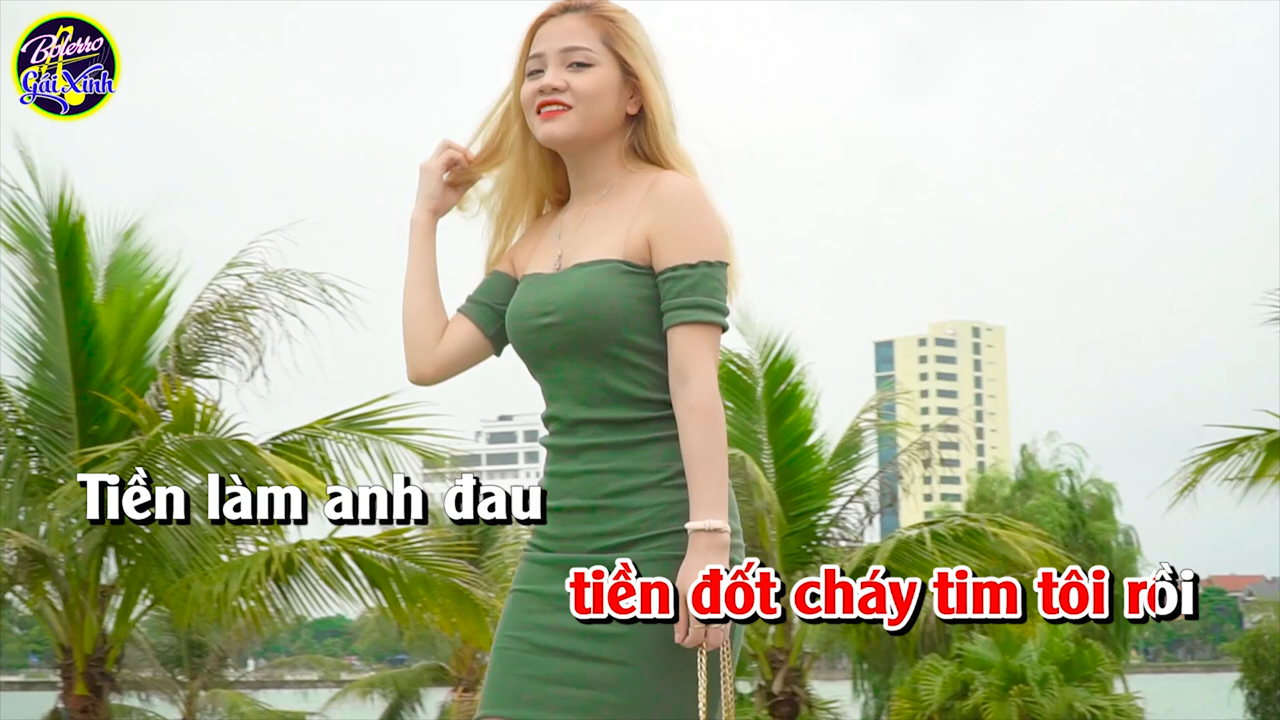 Bolerro
Gái Xinh
Tiền làm anh đau
tiền đốt cháy tim tôi rồi